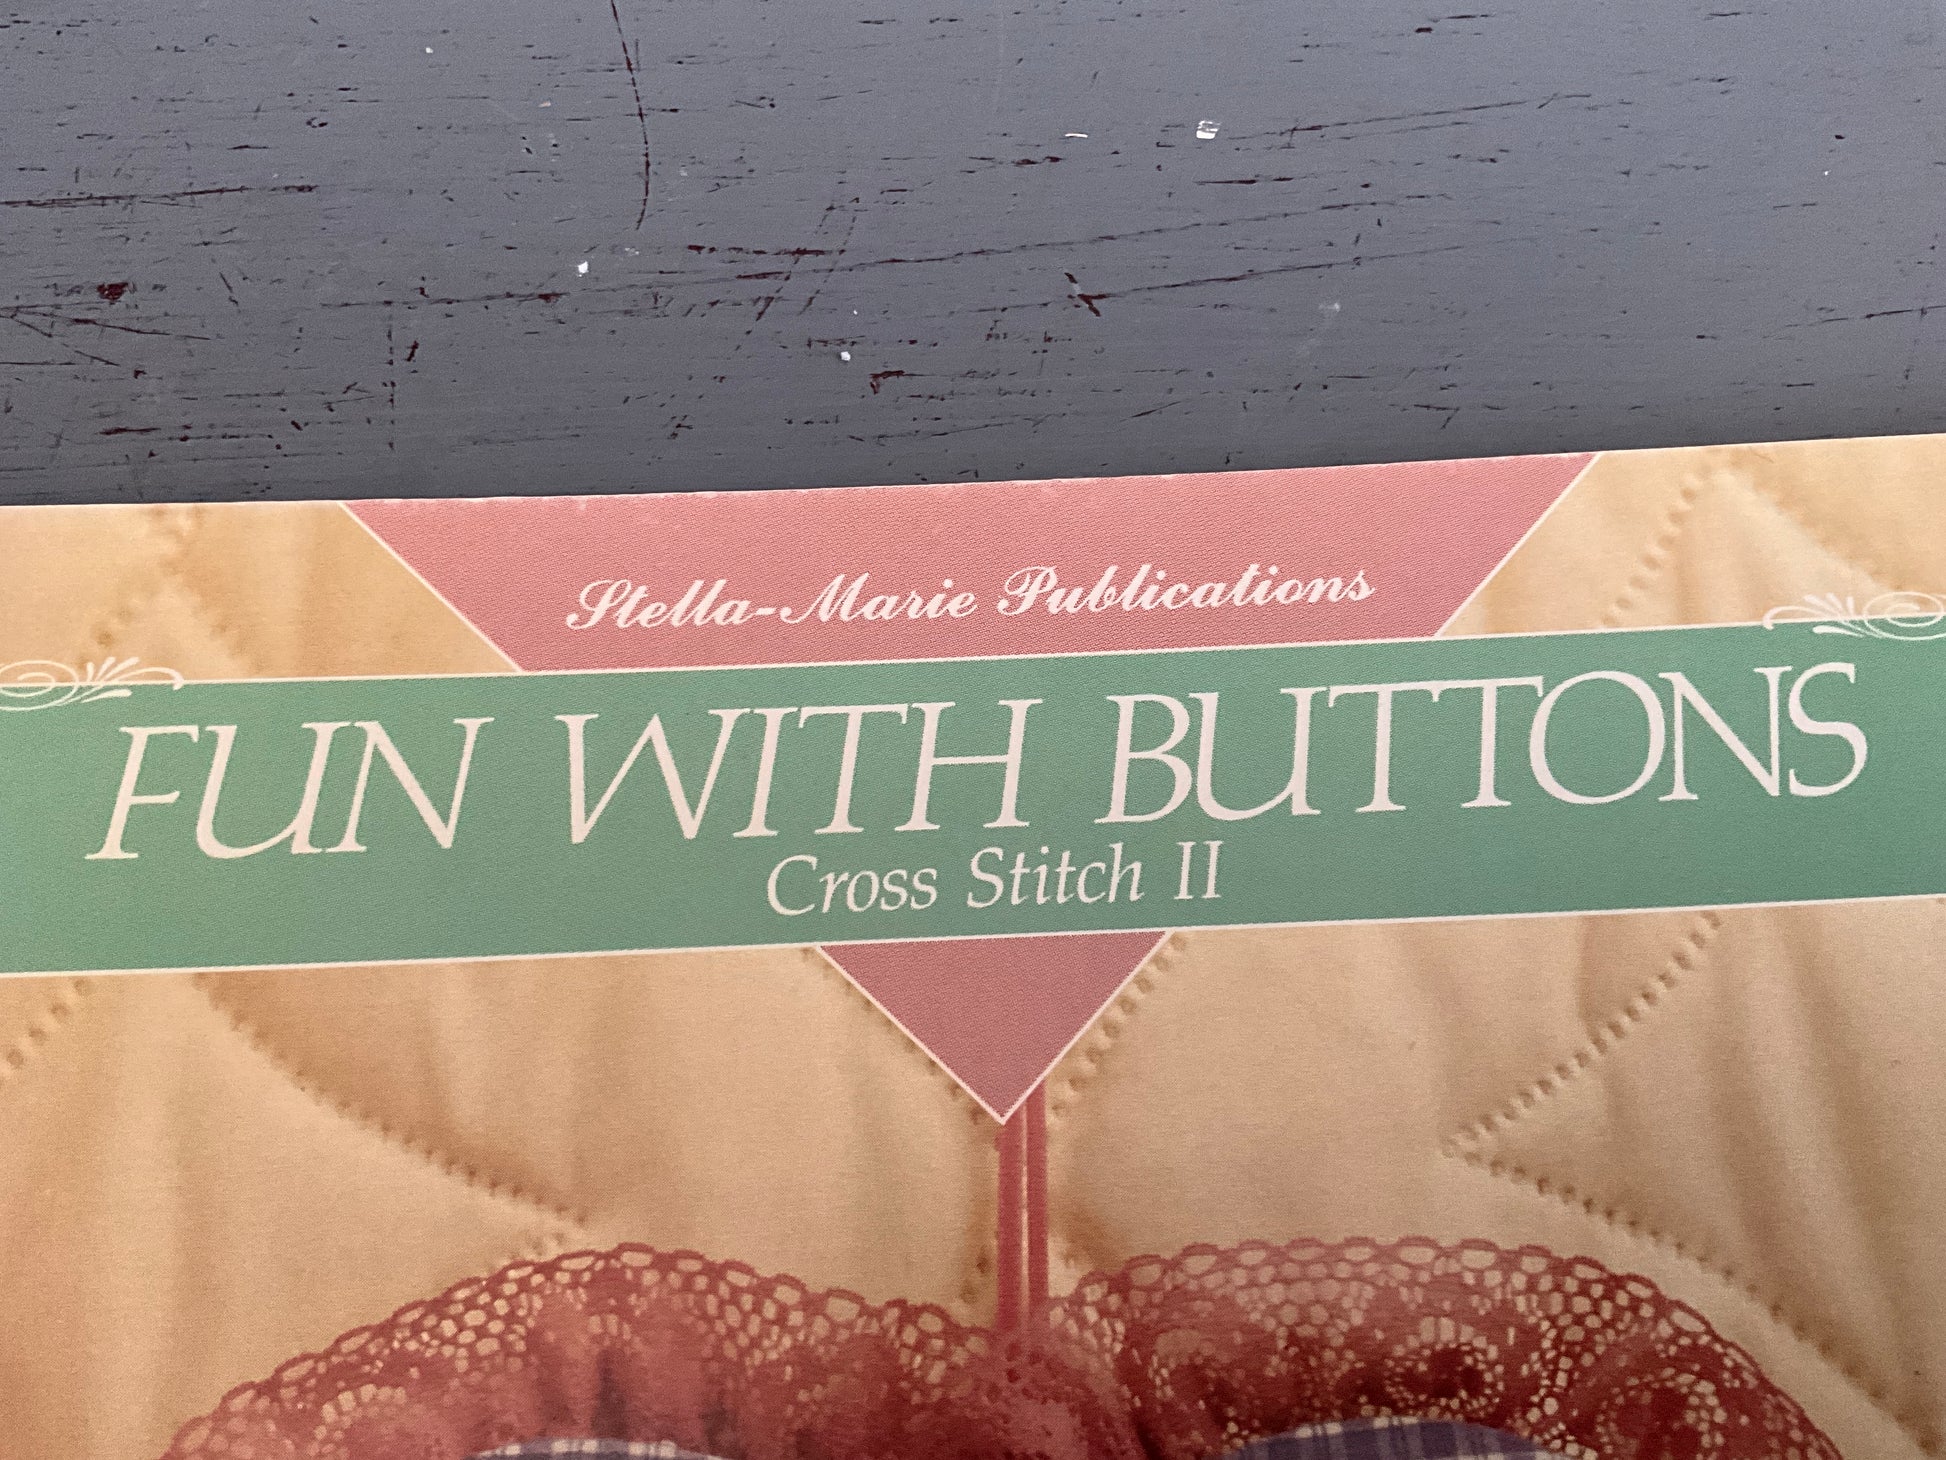 Stella-Marie Publications
FUN WITH BUTTONS
Cross Stitch II